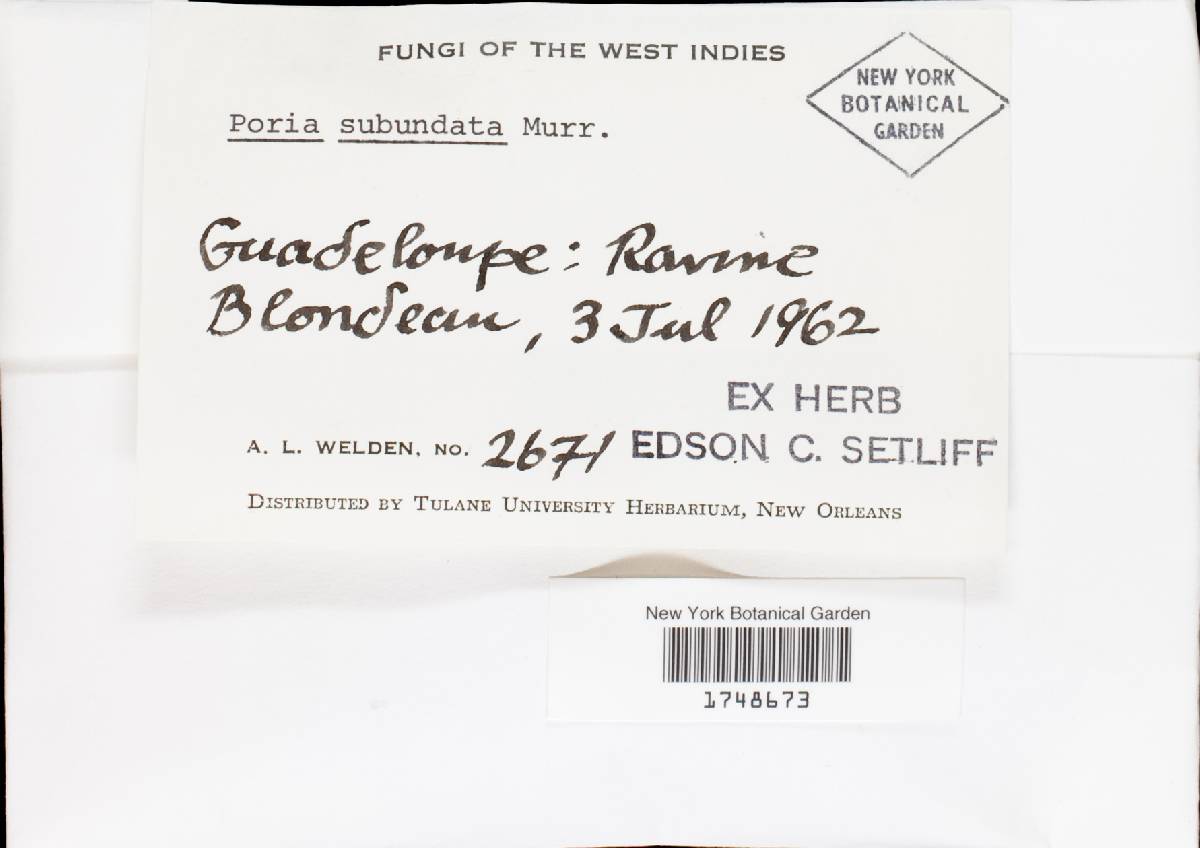 FUNGI OF THE WEST INDIES
NEW YORK
BOTANICAL
GARDEN
Poria subundata Murr.
Guadeloupe: Ravine
Blondeau, 3 Jul 1962
EX HERB
A. L. WELDEN, NO. 2671 EDSON C. SETLIFF
DISTRIBUTED BY TULANE UNIVERSITY HERBARIUM, NEW ORLEANS
New York Botanical Garden
1748673